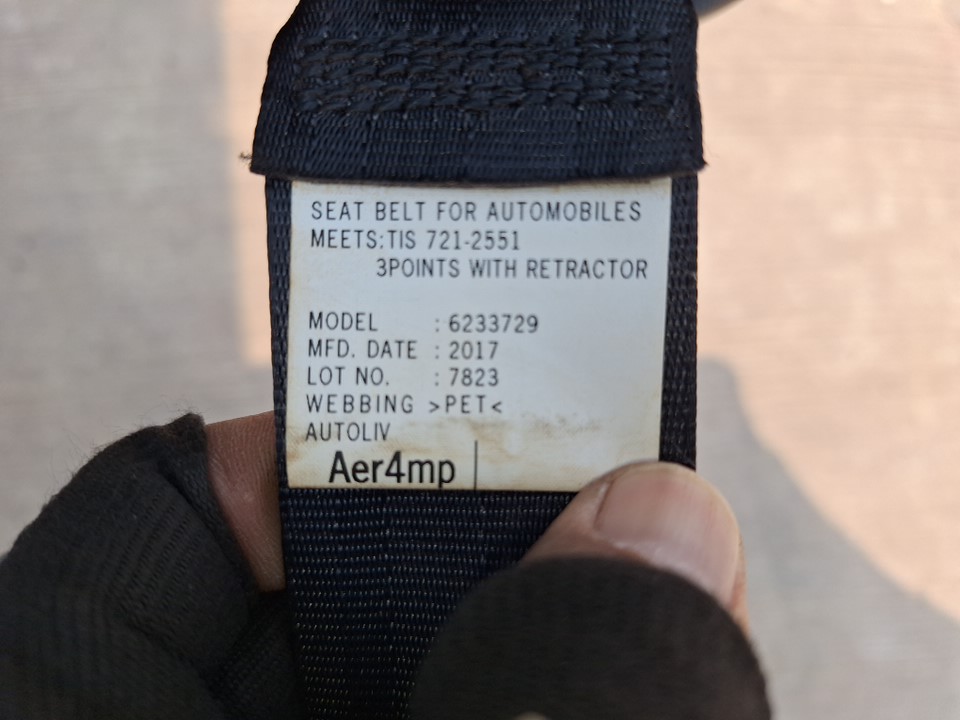 SEAT BELT FOR AUTOMOBILES
MEETS:TIS 721-2551
3POINTS WITH RETRACTOR
MODEL : 6233729
MFD. DATE : 2017
LOT NO. : 7823
WEBBING >PET<
AUTOLIV
Aer4mp